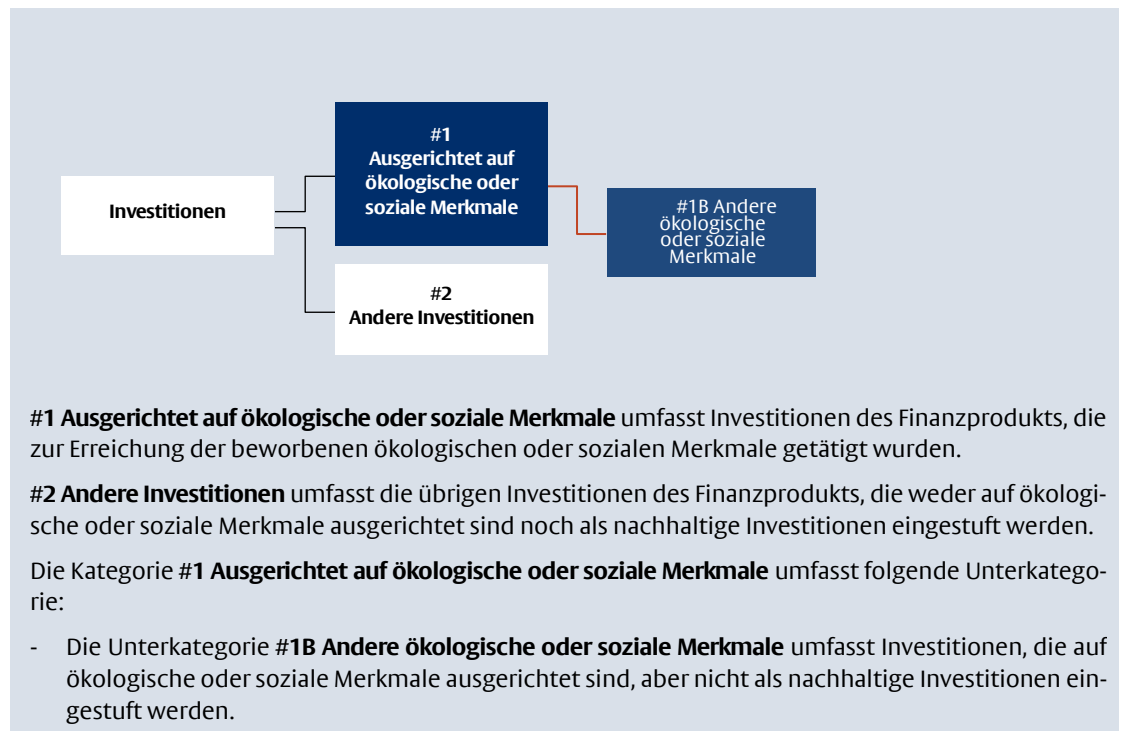 #1
Ausgerichtet auf
ökologische oder
soziale Merkmale
Investitionen
#1B Andere
ökologische
oder soziale
Merkmale
#2
Andere Investitionen
#1 Ausgerichtet auf ökologische oder soziale Merkmale umfasst Investitionen des Finanzprodukts, die
zur Erreichung der beworbenen ökologischen oder sozialen Merkmale getätigt wurden.
#2 Andere Investitionen umfasst die übrigen Investitionen des Finanzprodukts, die weder auf ökologi-
sche oder soziale Merkmale ausgerichtet sind noch als nachhaltige Investitionen eingestuft werden.
Die Kategorie #1 Ausgerichtet auf ökologische oder soziale Merkmale umfasst folgende Unterkatego-
rie:
- Die Unterkategorie #1B Andere ökologische oder soziale Merkmale umfasst Investitionen, die auf
ökologische oder soziale Merkmale ausgerichtet sind, aber nicht als nachhaltige Investitionen ein-
gestuft werden.